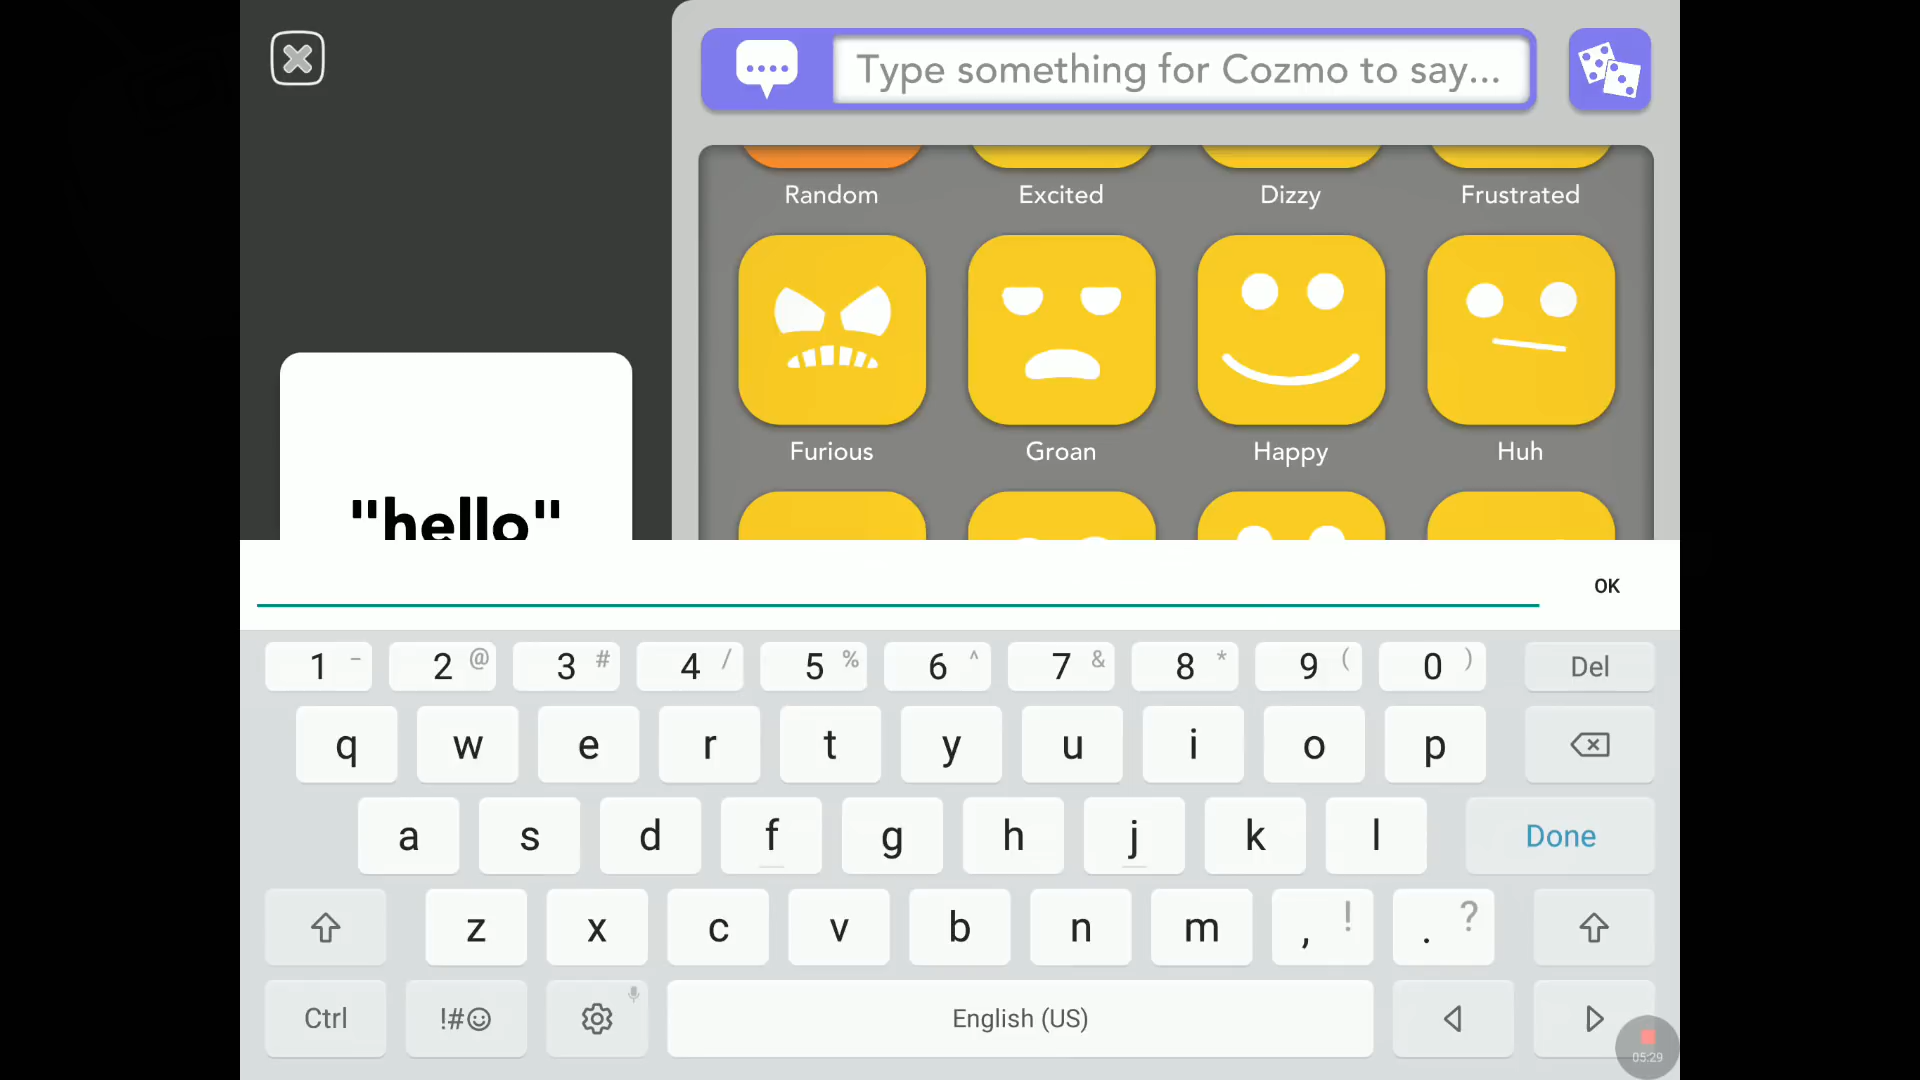 Type something for Cozmo to say...
Random Excited Dizzy Frustrated
Furious Groan Happy Huh
"hello"
OK
1 - 2 @ 3 # 4 / 5 % 6 ^ 7 & 8 * 9 ( 0 ) Del
q w e r t y u i o p
a s d f g h j k l Done
z x c v b n m , ! . ?
Ctrl !#☺ English (US)
05:29